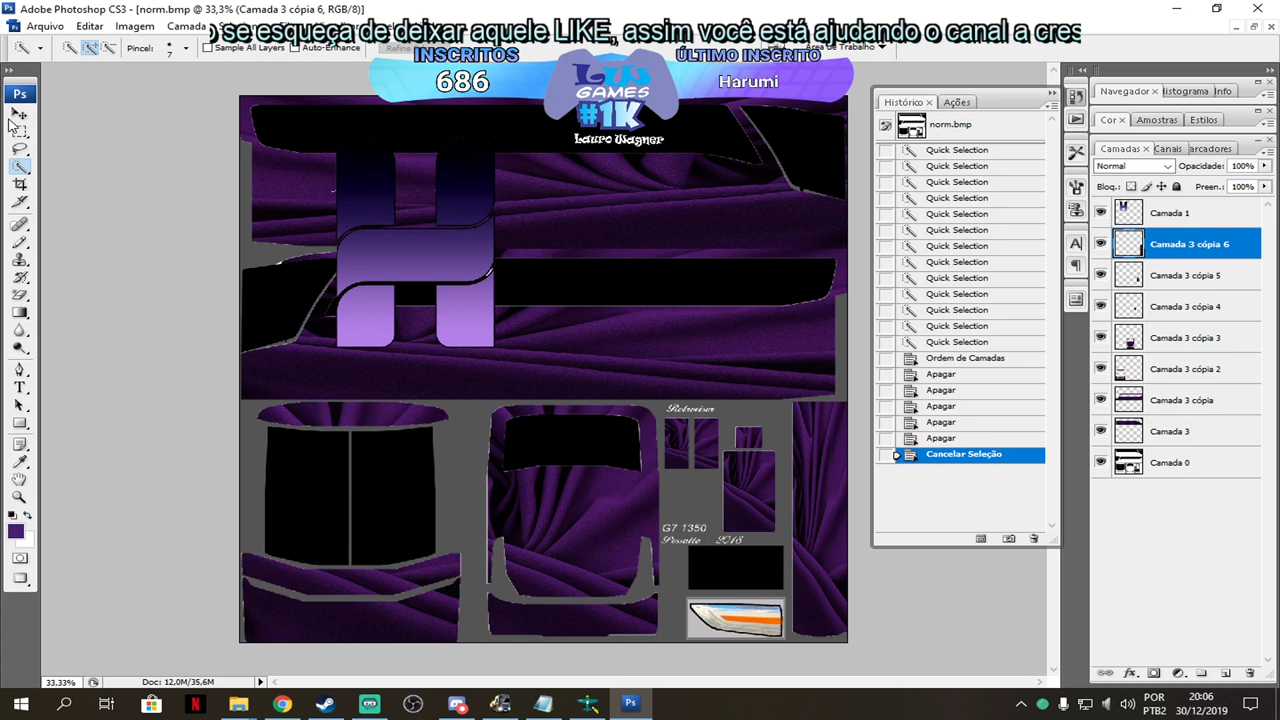 Adobe Photoshop CS3 - [norm.bmp @ 33,3% (Camada 3 cópia 6, RGB/8)]
Arquivo Editar Imagem Camada
o se esqueça de deixar aquele LIKE, assim você está ajudando o canal a cres
Pincel: 7 Sample All Layers Auto-Enhance Refine Área de Trabalho
INSCRITOS
686
LUW
GAMES
#1K
Lauro Wagner
ÚLTIMO INSCRITO
Harumi
Ps
Histórico Ações
norm.bmp
Quick Selection
Quick Selection
Quick Selection
Quick Selection
Quick Selection
Quick Selection
Quick Selection
Quick Selection
Quick Selection
Quick Selection
Quick Selection
Quick Selection
Quick Selection
Ordem de Camadas
Apagar
Apagar
Apagar
Apagar
Apagar
Cancelar Seleção
Navegador Histograma Info
Cor Amostras Estilos
Camadas Canais arcadores
Normal Opacidade: 100%
Bloq.: Preen.: 100%
Camada 1
Camada 3 cópia 6
Camada 3 cópia 5
Camada 3 cópia 4
Camada 3 cópia 3
Camada 3 cópia 2
Camada 3 cópia
Camada 3
Camada 0
G7 1350
33,33% Doc: 12,0M/35,6M
POR
PTB2
20:06
30/12/2019